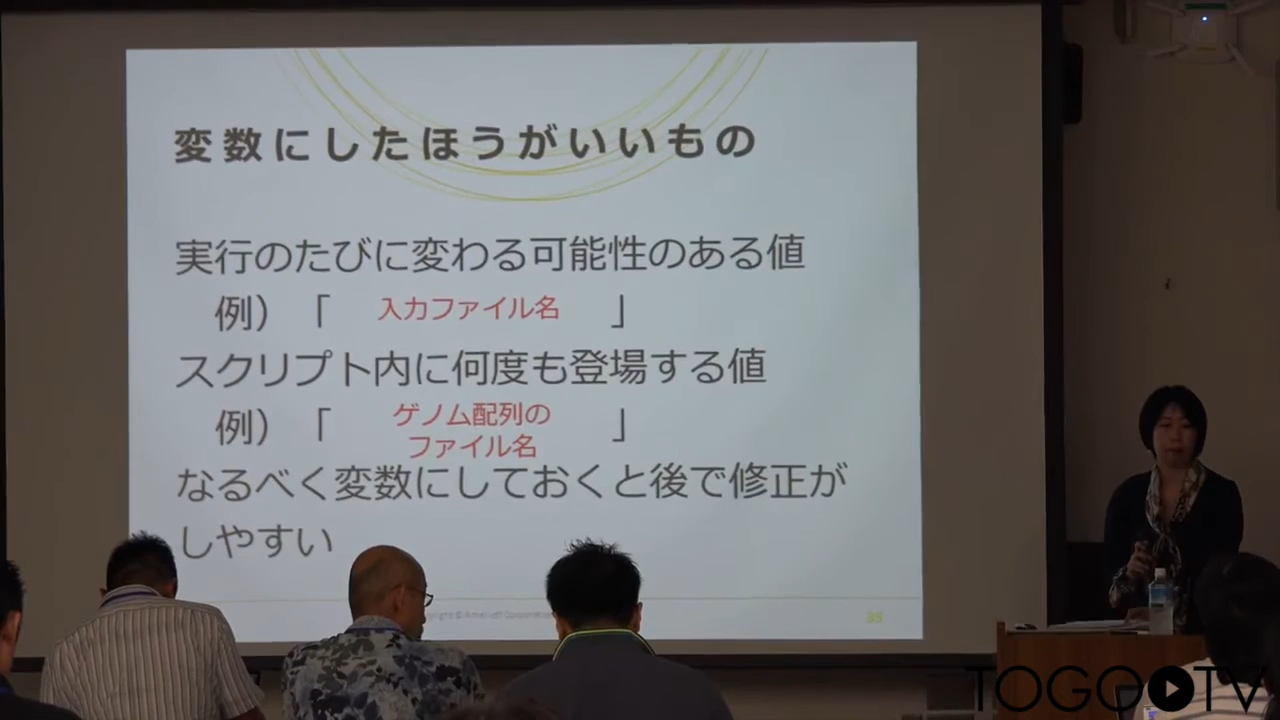 変数にしたほうがいいもの
実行のたびに変わる可能性のある値
例）「 入力ファイル名 」
スクリプト内に何度も登場する値
例）「 ゲノム配列の
ファイル名 」
なるべく変数にしておくと後で修正が
しやすい
35
TOGOTV